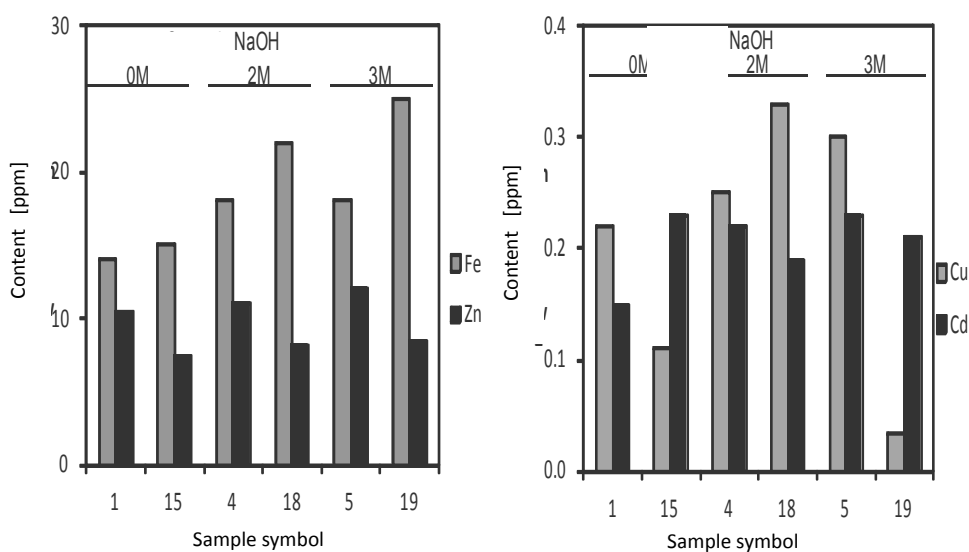 30
20
10
0
Content [ppm]
NaOH
0M 2M 3M
Fe
Zn
1 15 4 18 5 19
Sample symbol
0.4
0.3
0.2
0.1
0.0
Content [ppm]
NaOH
2M 3M
Cu
Cd
1 15 4 18 5 19
Sample symbol